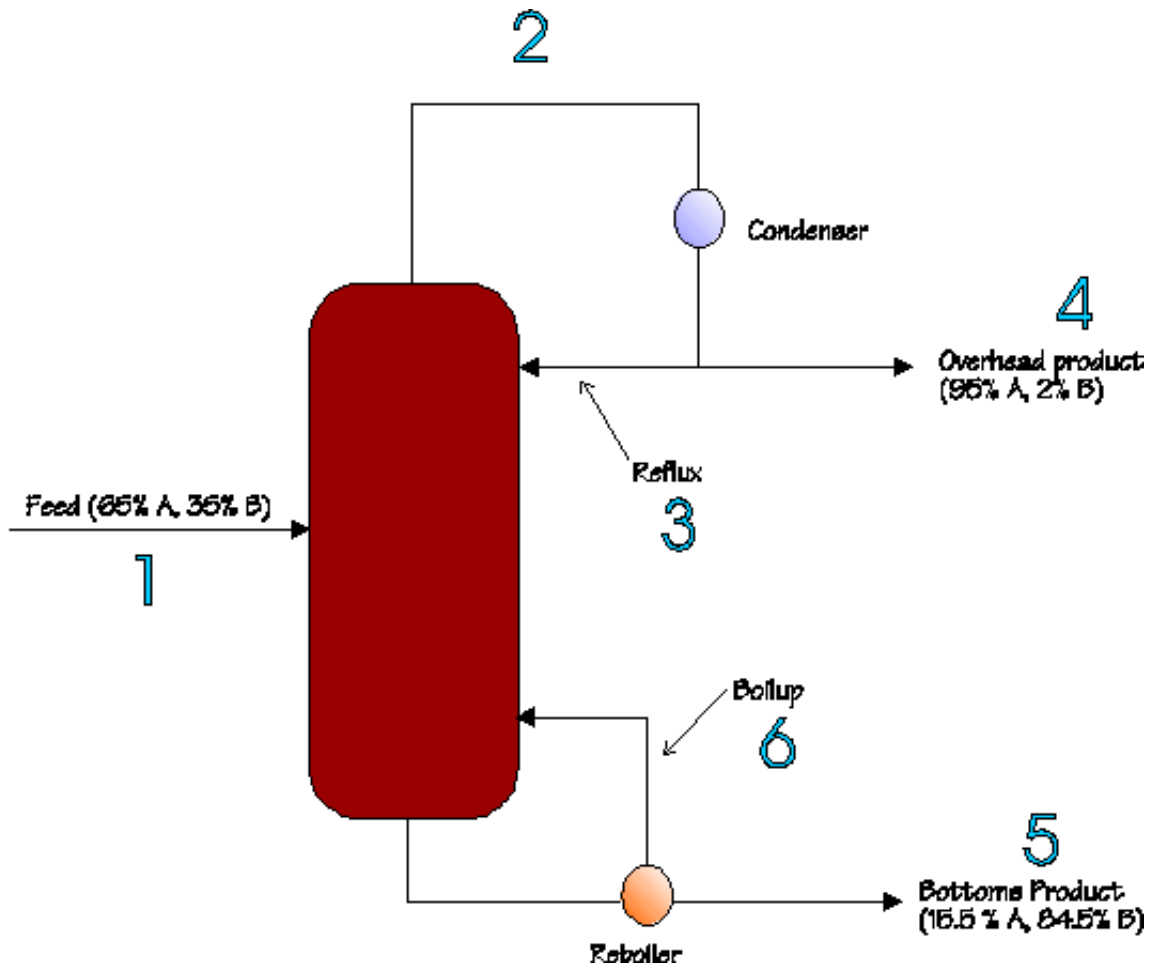 2
Condenser
4
Overhead product
(95% A, 2% B)
Reflux
3
Feed (65% A, 35% B)
1
Boilup
6
5
Bottoms Product
(15.5 % A, 84.5% B)
Reboiler